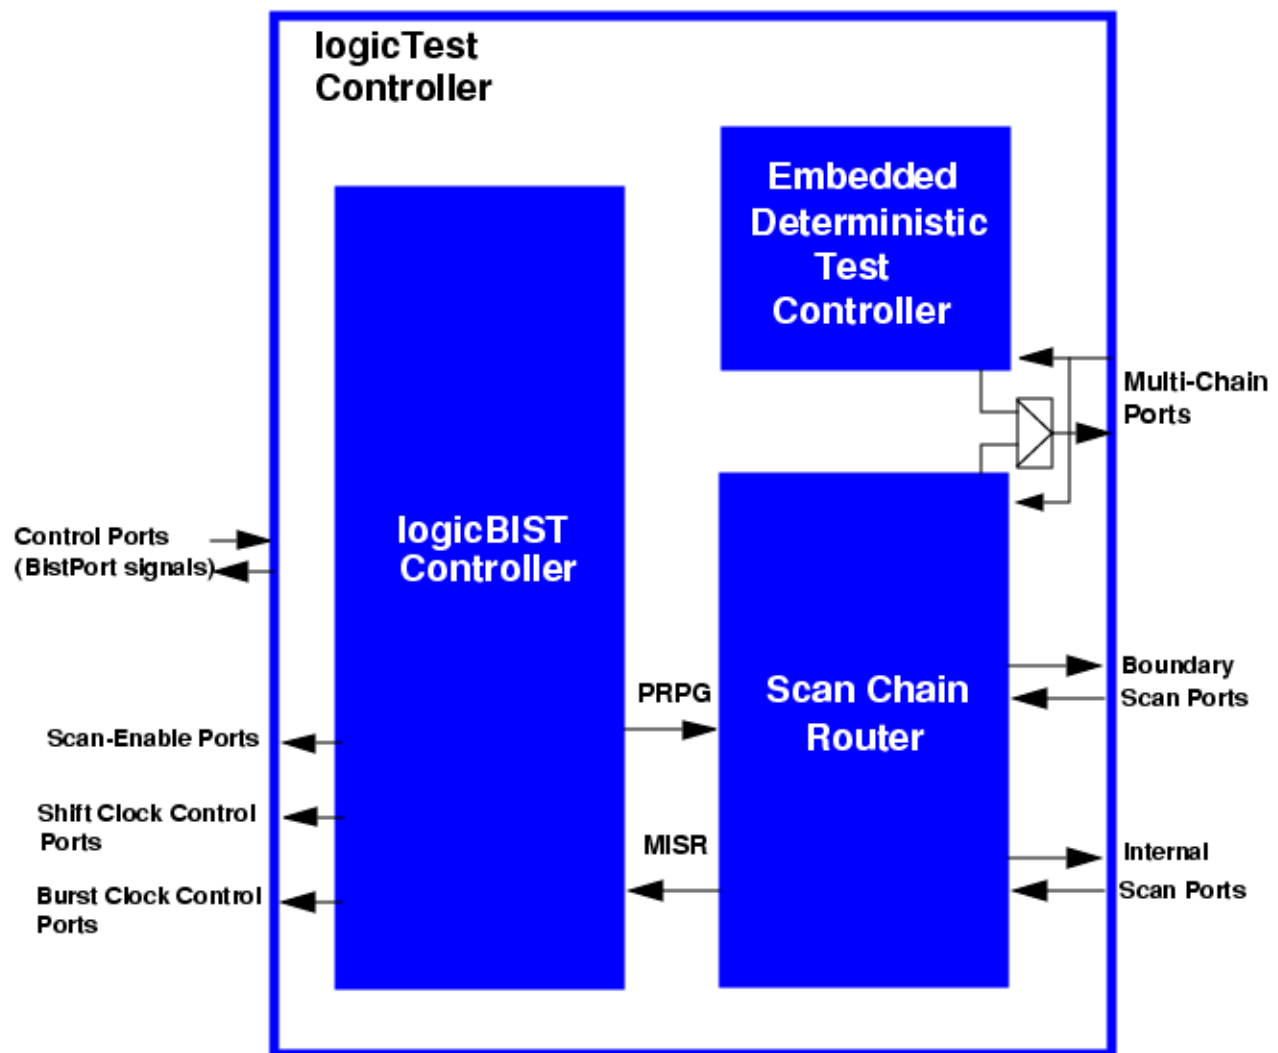 logicTest
Controller
Embedded
Deterministic
Test
Controller
Multi-Chain
Ports
logicBIST
Controller
Control Ports
(BistPort signals)
PRPG
Scan Chain
Router
Boundary
Scan Ports
Scan-Enable Ports
Shift Clock Control
Ports
MISR
Internal
Scan Ports
Burst Clock Control
Ports